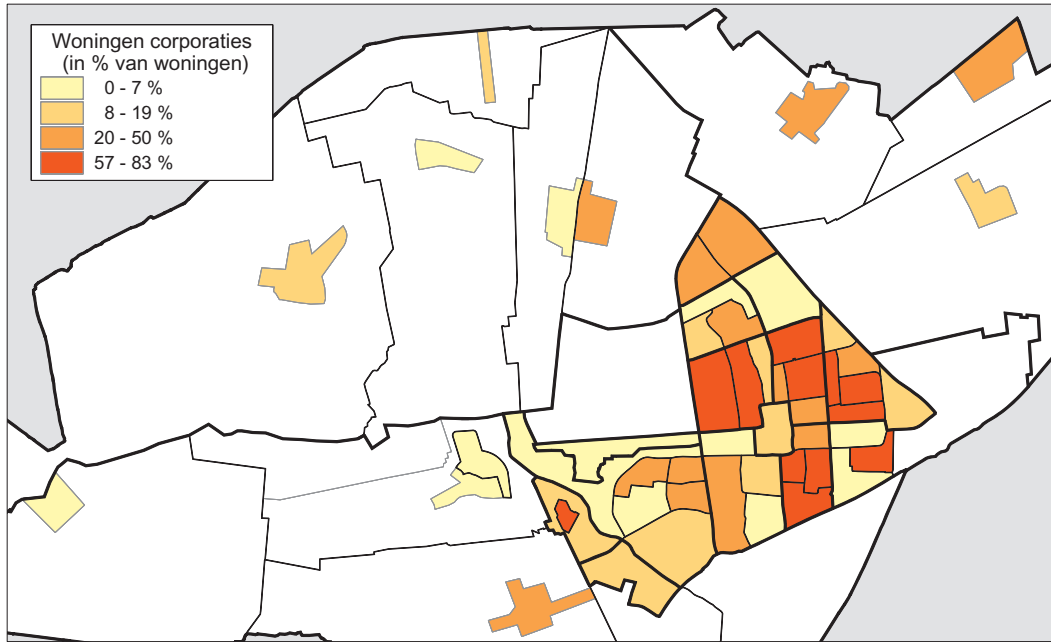 Woningen corporaties
(in % van woningen)
0 - 7 %
8 - 19 %
20 - 50 %
57 - 83 %